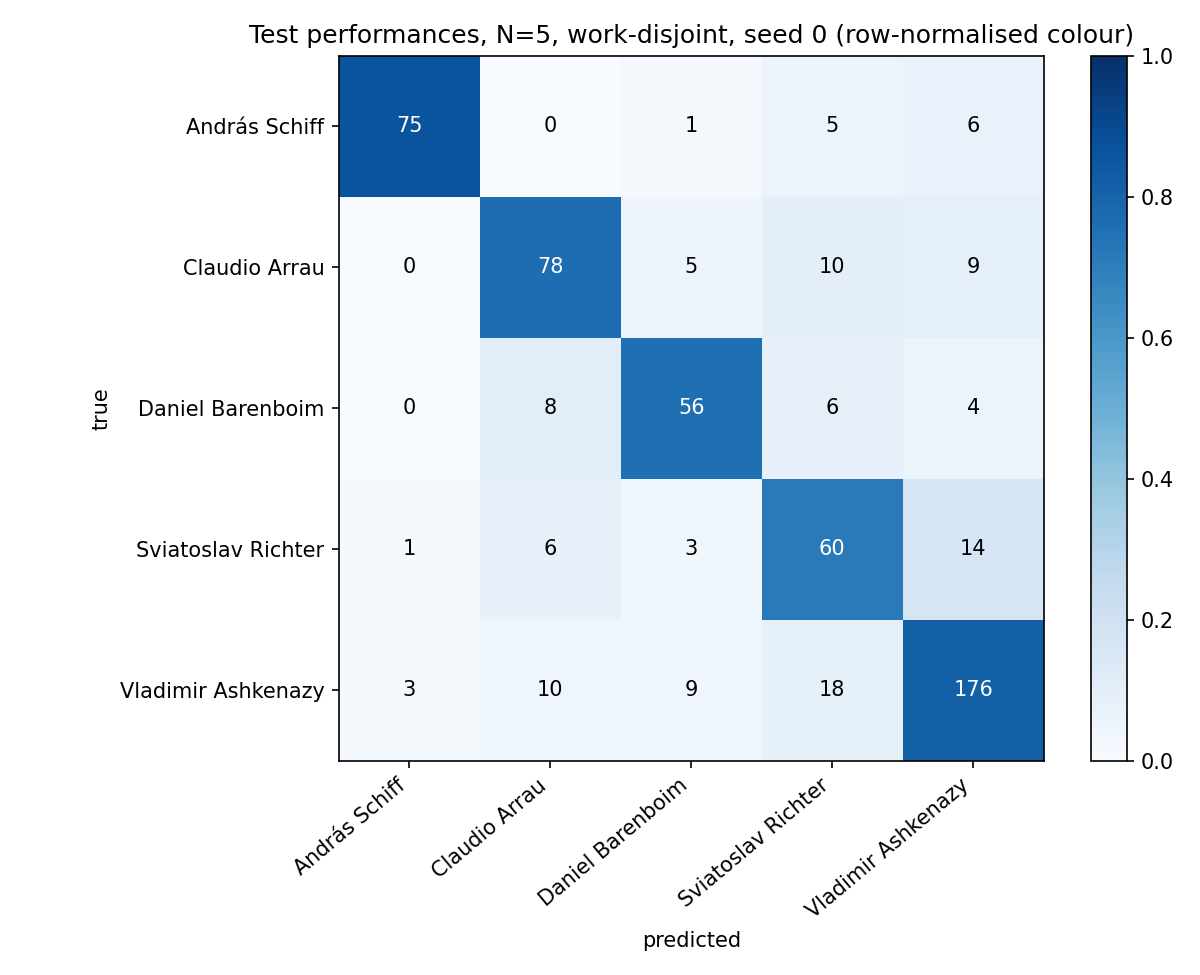 Test performances, N=5, work-disjoint, seed 0 (row-normalised colour)
András Schiff 75 0 1 5 6
Claudio Arrau 0 78 5 10 9
Daniel Barenboim 0 8 56 6 4
Sviatoslav Richter 1 6 3 60 14
Vladimir Ashkenazy 3 10 9 18 176
true
András Schiff
Claudio Arrau
Daniel Barenboim
Sviatoslav Richter
Vladimir Ashkenazy
predicted
1.0
0.8
0.6
0.4
0.2
0.0